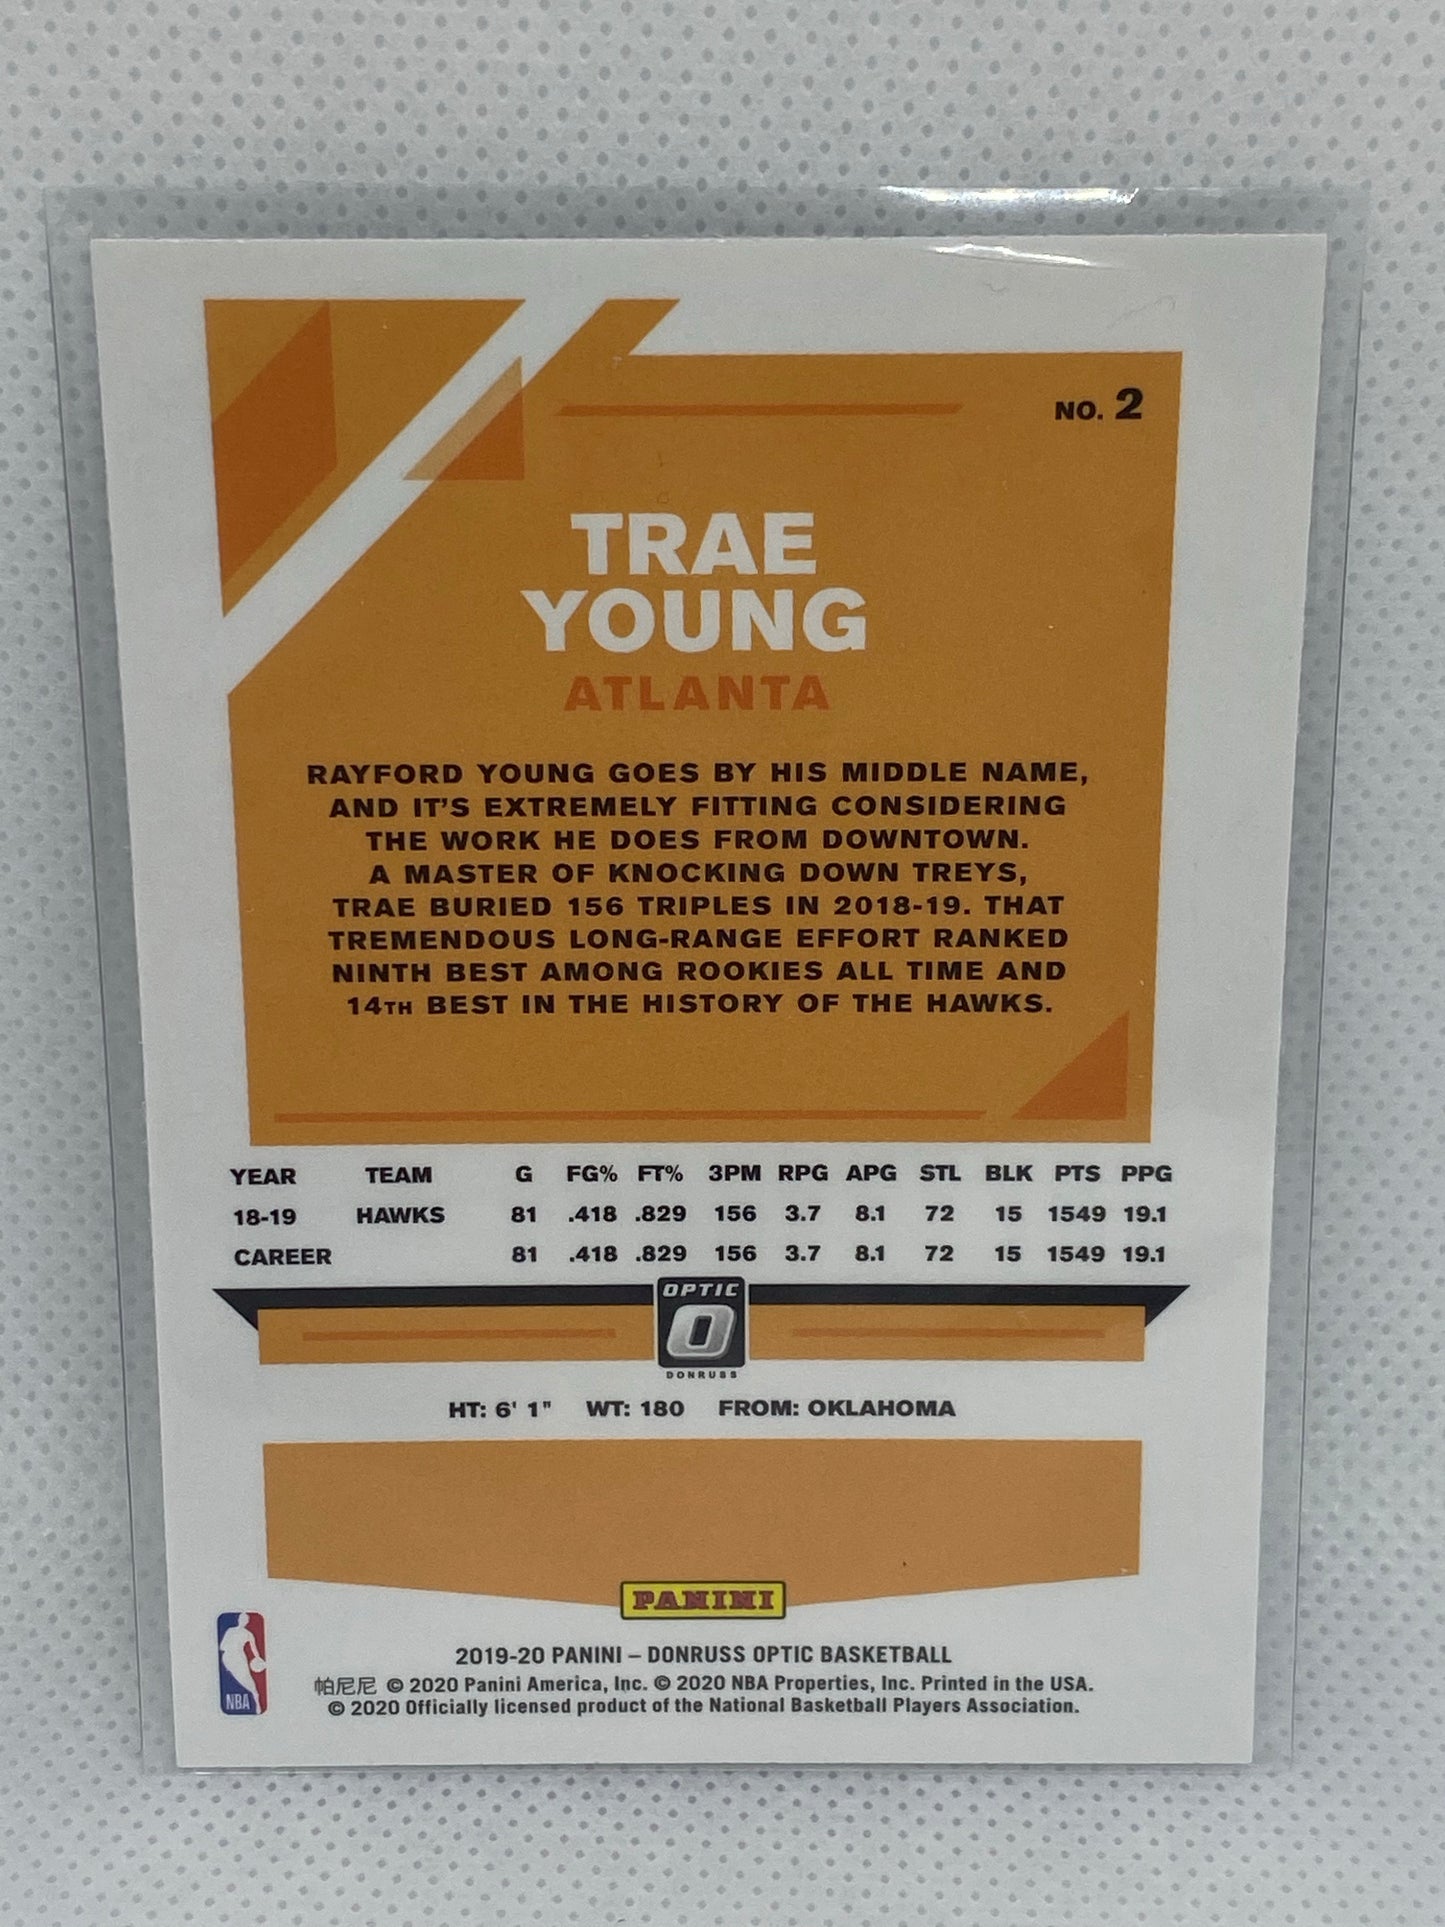 NO. 2
TRAE
YOUNG
ATLANTA
RAYFORD YOUNG GOES BY HIS MIDDLE NAME,
AND IT'S EXTREMELY FITTING CONSIDERING
THE WORK HE DOES FROM DOWNTOWN.
A MASTER OF KNOCKING DOWN TREYS,
TRAE BURIED 156 TRIPLES IN 2018-19. THAT
TREMENDOUS LONG-RANGE EFFORT RANKED
NINTH BEST AMONG ROOKIES ALL TIME AND
14TH BEST IN THE HISTORY OF THE HAWKS.
YEAR TEAM G FG% FT% 3PM RPG APG STL BLK PTS PPG
18-19 HAWKS 81 .418 .829 156 3.7 8.1 72 15 1549 19.1
CAREER 81 .418 .829 156 3.7 8.1 72 15 1549 19.1
OPTIC
O
DONRUSS
HT: 6' 1" WT: 180 FROM: OKLAHOMA
PANINI
NBA
2019-20 PANINI – DONRUSS OPTIC BASKETBALL
帕尼尼 © 2020 Panini America, Inc. © 2020 NBA Properties, Inc. Printed in the USA.
© 2020 Officially licensed product of the National Basketball Players Association.